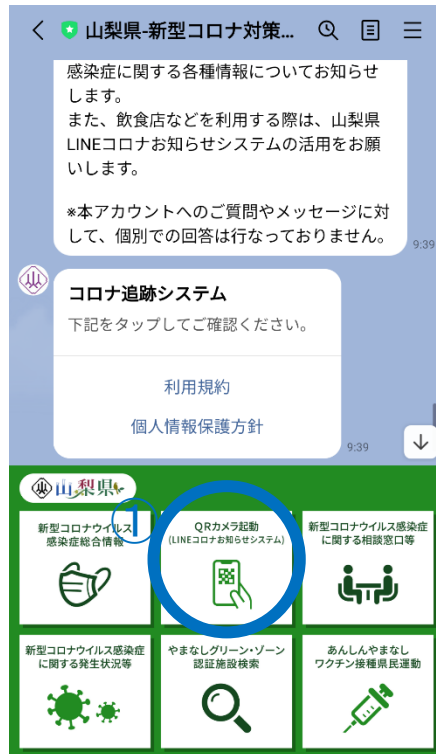 山梨県-新型コロナ対策...
感染症に関する各種情報についてお知らせ
します。
また、飲食店などを利用する際は、山梨県
LINEコロナお知らせシステムの活用をお願
いします。
*本アカウントへのご質問やメッセージに対
して、個別での回答は行なっておりません。
9:39
コロナ追跡システム
下記をタップしてご確認ください。
利用規約
個人情報保護方針
9:39
山梨県
①
新型コロナウイルス
感染症総合情報
QRカメラ起動
(LINEコロナお知らせシステム)
新型コロナウイルス感染症
に関する相談窓口等
新型コロナウイルス感染症
に関する発生状況等
やまなしグリーン・ゾーン
認証施設検索
あんしんやまなし
ワクチン接種県民運動